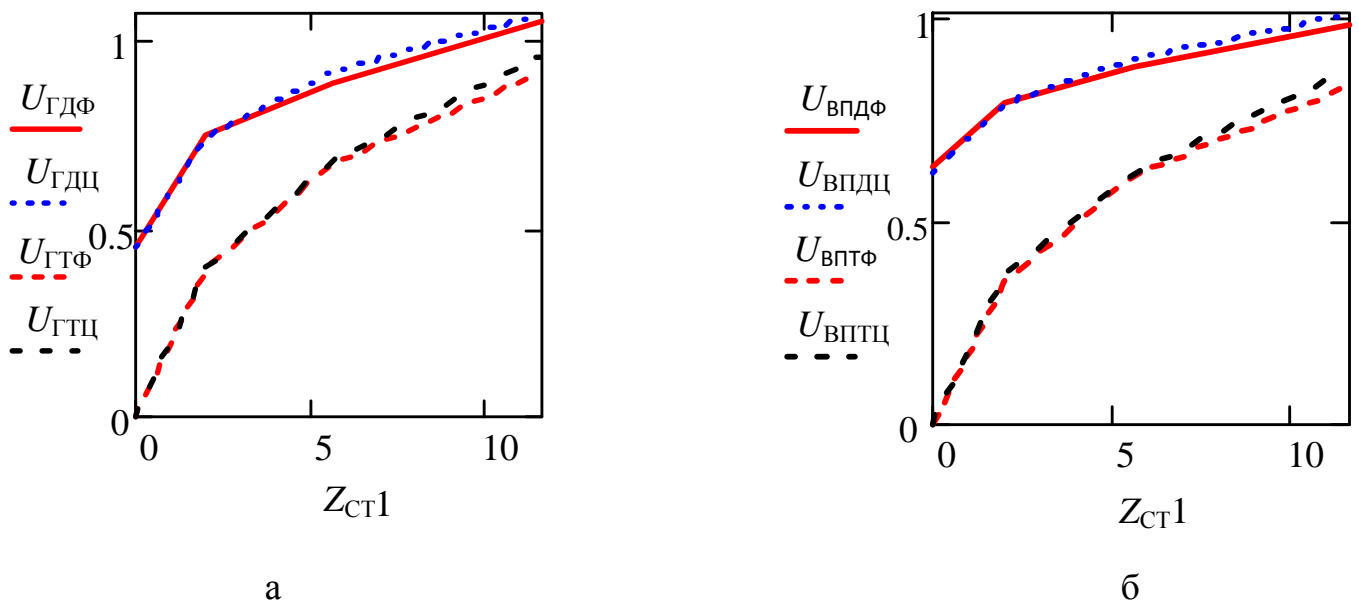 1
0.5
0
0
5
10
U_ГДФ
U_ГДЦ
U_ГТФ
U_ГТЦ
Z_СТ1
а
1
0.5
0
0
5
10
U_ВПДФ
U_ВПДЦ
U_ВПТФ
U_ВПТЦ
Z_СТ1
б